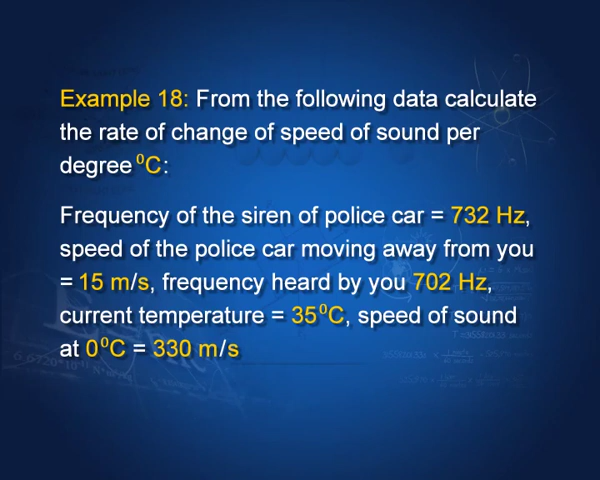 Example 18: From the following data calculate
the rate of change of speed of sound per
degree ⁰C:
Frequency of the siren of police car = 732 Hz,
speed of the police car moving away from you
= 15 m/s, frequency heard by you 702 Hz,
current temperature = 35⁰C, speed of sound
at 0⁰C = 330 m/s